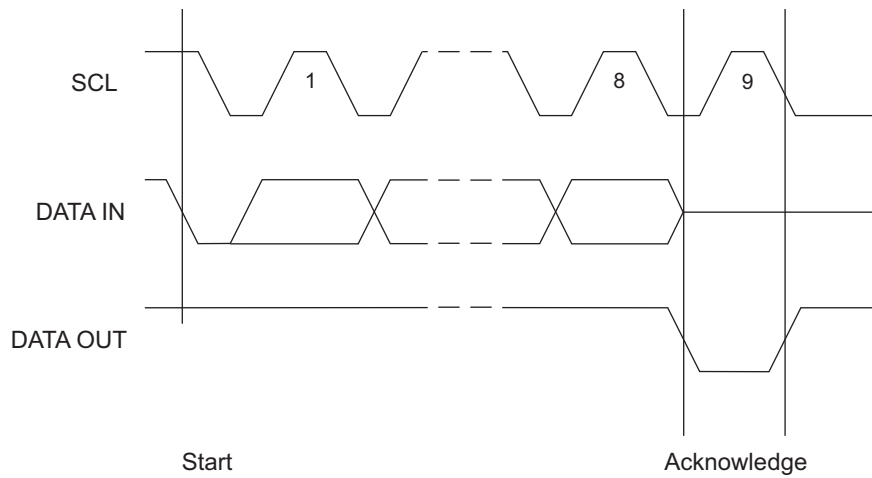 SCL
1
8
9
DATA IN
DATA OUT
Start
Acknowledge